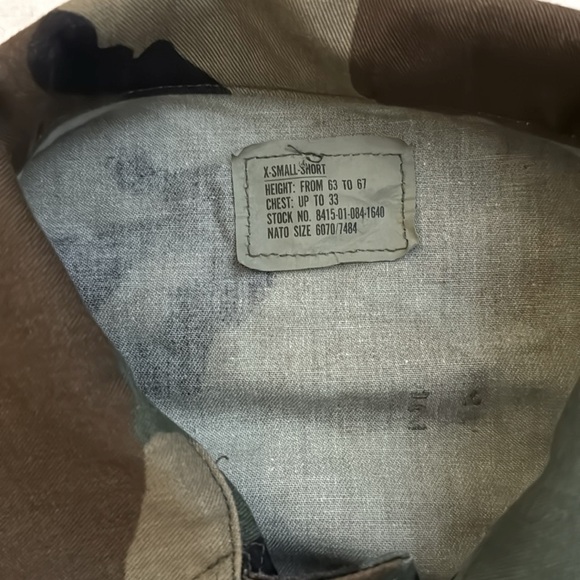 X-SMALL-SHORT
HEIGHT: FROM 63 TO 67
CHEST: UP TO 33
STOCK NO. 8415-01-084-1640
NATO SIZE 6070/7484